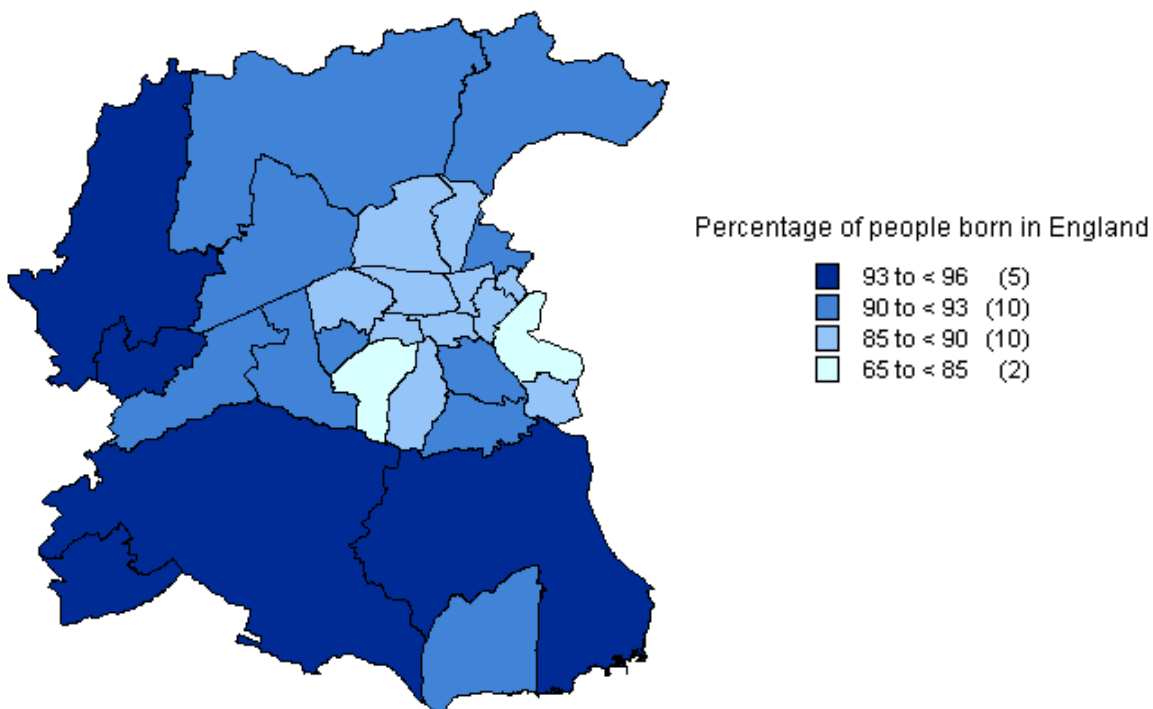 Percentage of people born in England
93 to < 96 (5)
90 to < 93 (10)
85 to < 90 (10)
65 to < 85 (2)